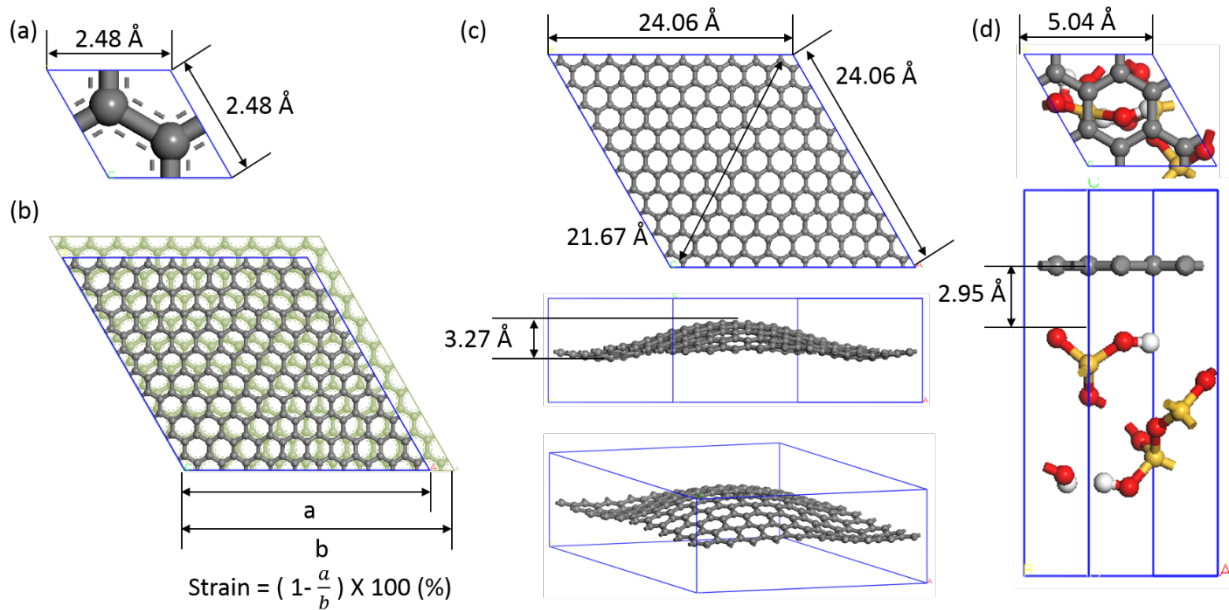 (a)
2.48 Å
2.48 Å
(b)
a
b
Strain = ( 1- a/b ) X 100 (%)
(c)
24.06 Å
24.06 Å
21.67 Å
3.27 Å
(d)
5.04 Å
2.95 Å